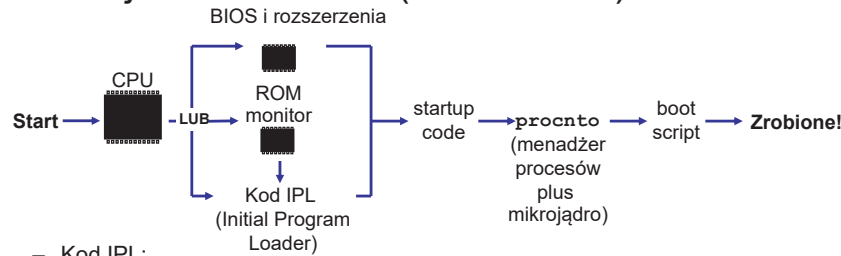 BIOS i rozszerzenia
CPU
Start
LUB
ROM
monitor
Kod IPL
(Initial Program
Loader)
startup
code
procnto
(menadżer
procesów
plus
mikrojądro)
boot
script
Zrobione!
– Kod IPL: